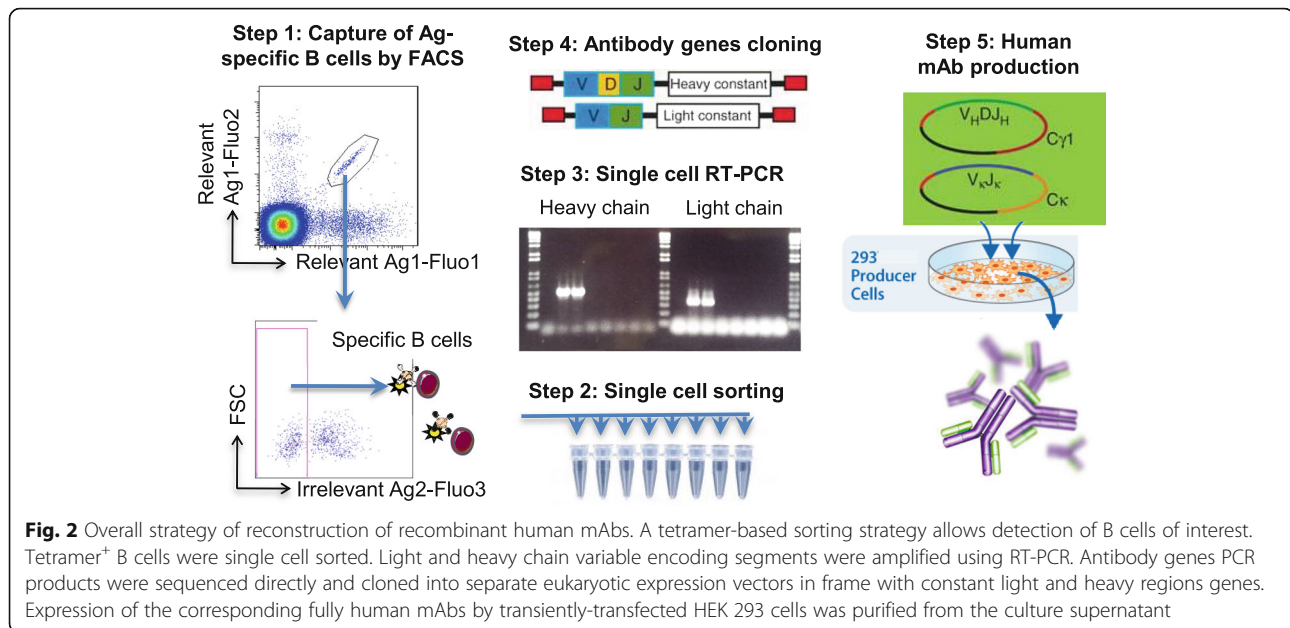 Step 1: Capture of Ag-
specific B cells by FACS
Relevant
Ag1-Fluo2
Relevant Ag1-Fluo1
Specific B cells
FSC
Irrelevant Ag2-Fluo3
Step 4: Antibody genes cloning
V D J Heavy constant
V J Light constant
Step 3: Single cell RT-PCR
Heavy chain Light chain
Step 2: Single cell sorting
Step 5: Human
mAb production
VHDJH
Cγ1
VκJκ
Cκ
293
Producer
Cells
Fig. 2 Overall strategy of reconstruction of recombinant human mAbs. A tetramer-based sorting strategy allows detection of B cells of interest.
Tetramer+ B cells were single cell sorted. Light and heavy chain variable encoding segments were amplified using RT-PCR. Antibody genes PCR
products were sequenced directly and cloned into separate eukaryotic expression vectors in frame with constant light and heavy regions genes.
Expression of the corresponding fully human mAbs by transiently-transfected HEK 293 cells was purified from the culture supernatant